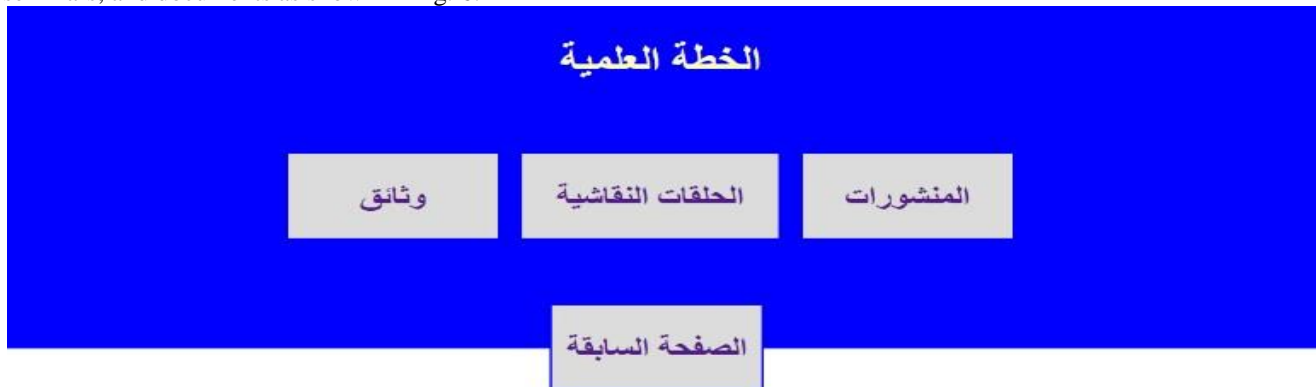 الخطة العلمية
المنشورات الحلقات النقاشية وثائق
الصفحة السابقة